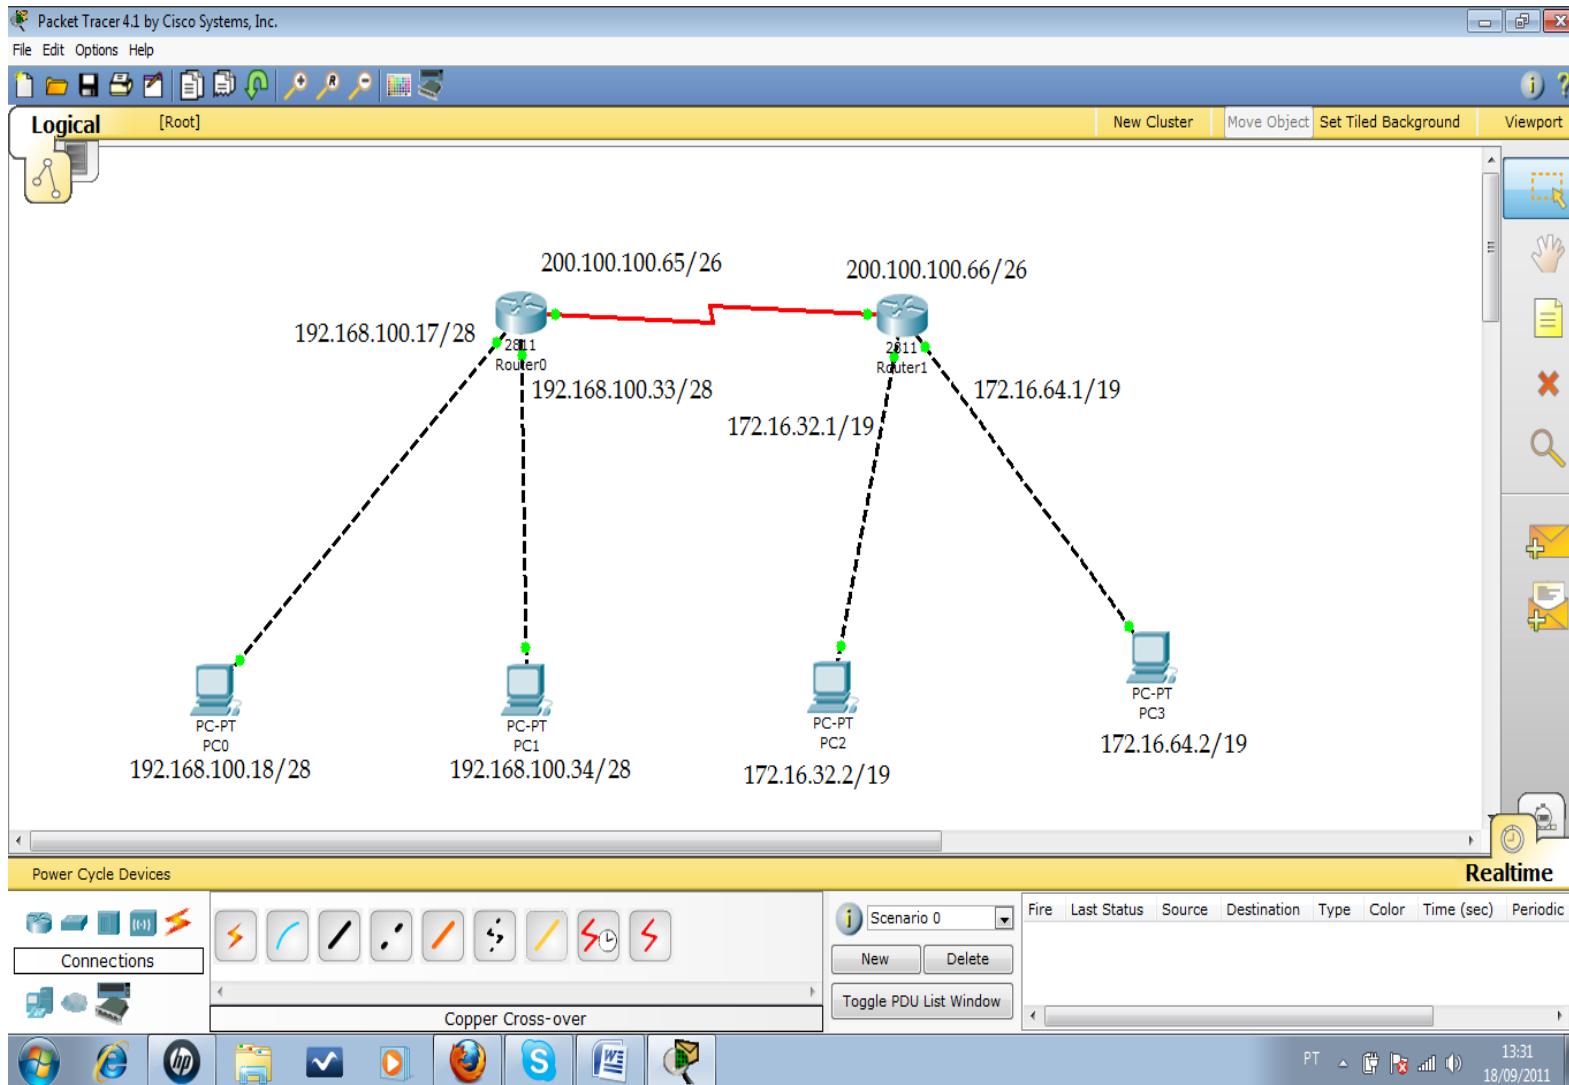 Packet Tracer 4.1 by Cisco Systems, Inc.
File Edit Options Help
Logical [Root] New Cluster Move Object Set Tiled Background Viewport
200.100.100.65/26
200.100.100.66/26
192.168.100.17/28
2811
Router0
2811
Router1
192.168.100.33/28
172.16.64.1/19
172.16.32.1/19
PC-PT
PC0
192.168.100.18/28
PC-PT
PC1
192.168.100.34/28
PC-PT
PC2
172.16.32.2/19
PC-PT
PC3
172.16.64.2/19
Power Cycle Devices
Realtime
Connections
Copper Cross-over
Scenario 0
New Delete
Toggle PDU List Window
Fire Last Status Source Destination Type Color Time (sec) Periodic
PT
13:31
18/09/2011